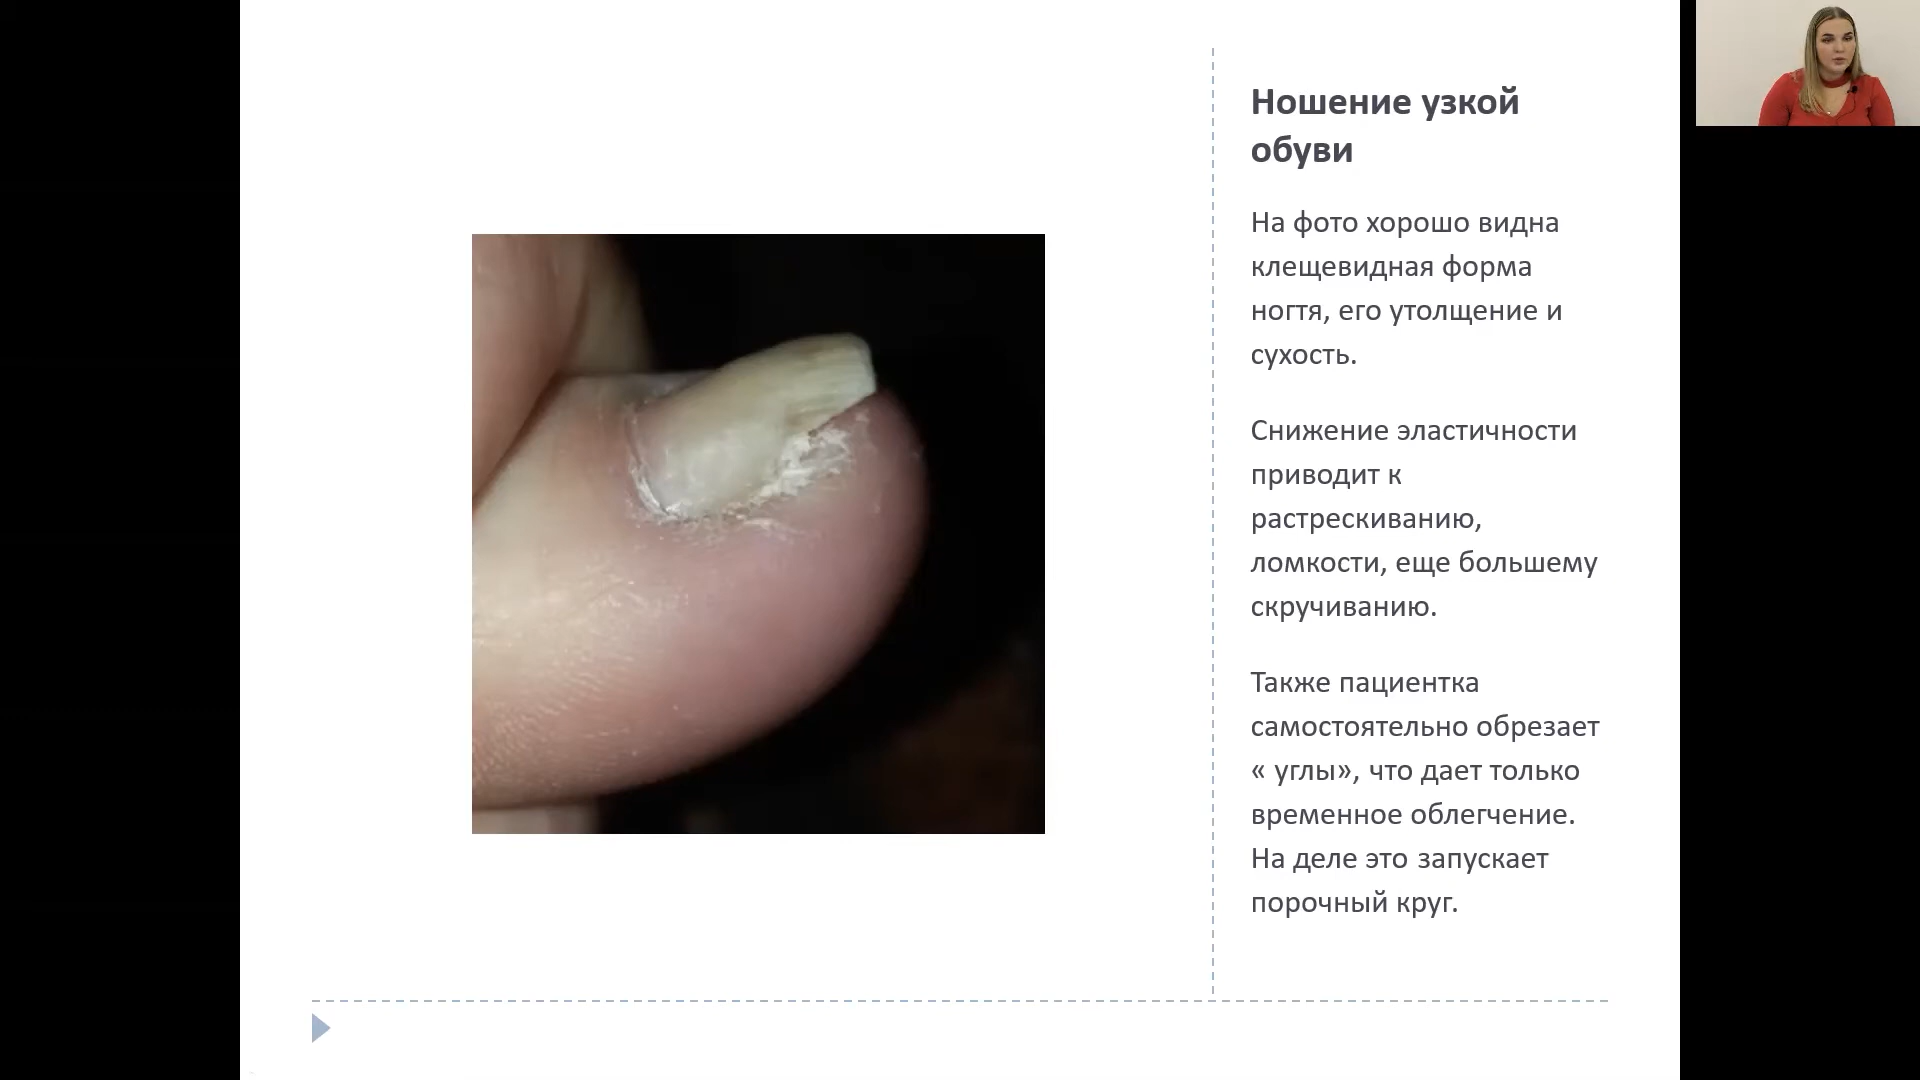 Ношение узкой
обуви
На фото хорошо видна
клещевидная форма
ногтя, его утолщение и
сухость.
Снижение эластичности
приводит к
растрескиванию,
ломкости, еще большему
скручиванию.
Также пациентка
самостоятельно обрезает
« углы», что дает только
временное облегчение.
На деле это запускает
порочный круг.